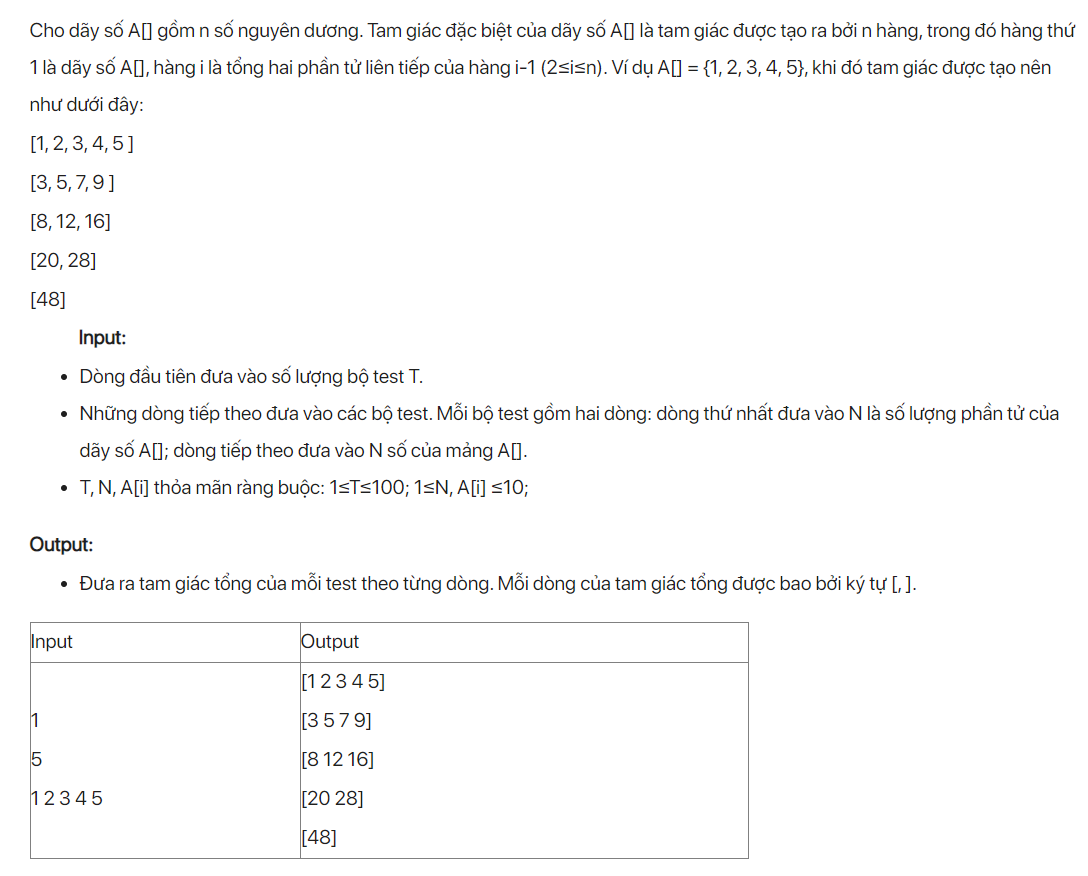 Cho dãy số A[] gồm n số nguyên dương. Tam giác đặc biệt của dãy số A[] là tam giác được tạo ra bởi n hàng, trong đó hàng thứ
1 là dãy số A[], hàng i là tổng hai phần tử liên tiếp của hàng i-1 (2≤i≤n). Ví dụ A[] = {1, 2, 3, 4, 5}, khi đó tam giác được tạo nên
như dưới đây:
[1, 2, 3, 4, 5 ]
[3, 5, 7, 9 ]
[8, 12, 16]
[20, 28]
[48]
Input:
• Dòng đầu tiên đưa vào số lượng bộ test T.
• Những dòng tiếp theo đưa vào các bộ test. Mỗi bộ test gồm hai dòng: dòng thứ nhất đưa vào N là số lượng phần tử của
dãy số A[]; dòng tiếp theo đưa vào N số của mảng A[].
• T, N, A[i] thỏa mãn ràng buộc: 1≤T≤100; 1≤N, A[i] ≤10;
Output:
• Đưa ra tam giác tổng của mỗi test theo từng dòng. Mỗi dòng của tam giác tổng được bao bởi ký tự [, ].
Input
1
5
1 2 3 4 5
Output
[1 2 3 4 5]
[3 5 7 9]
[8 12 16]
[20 28]
[48]